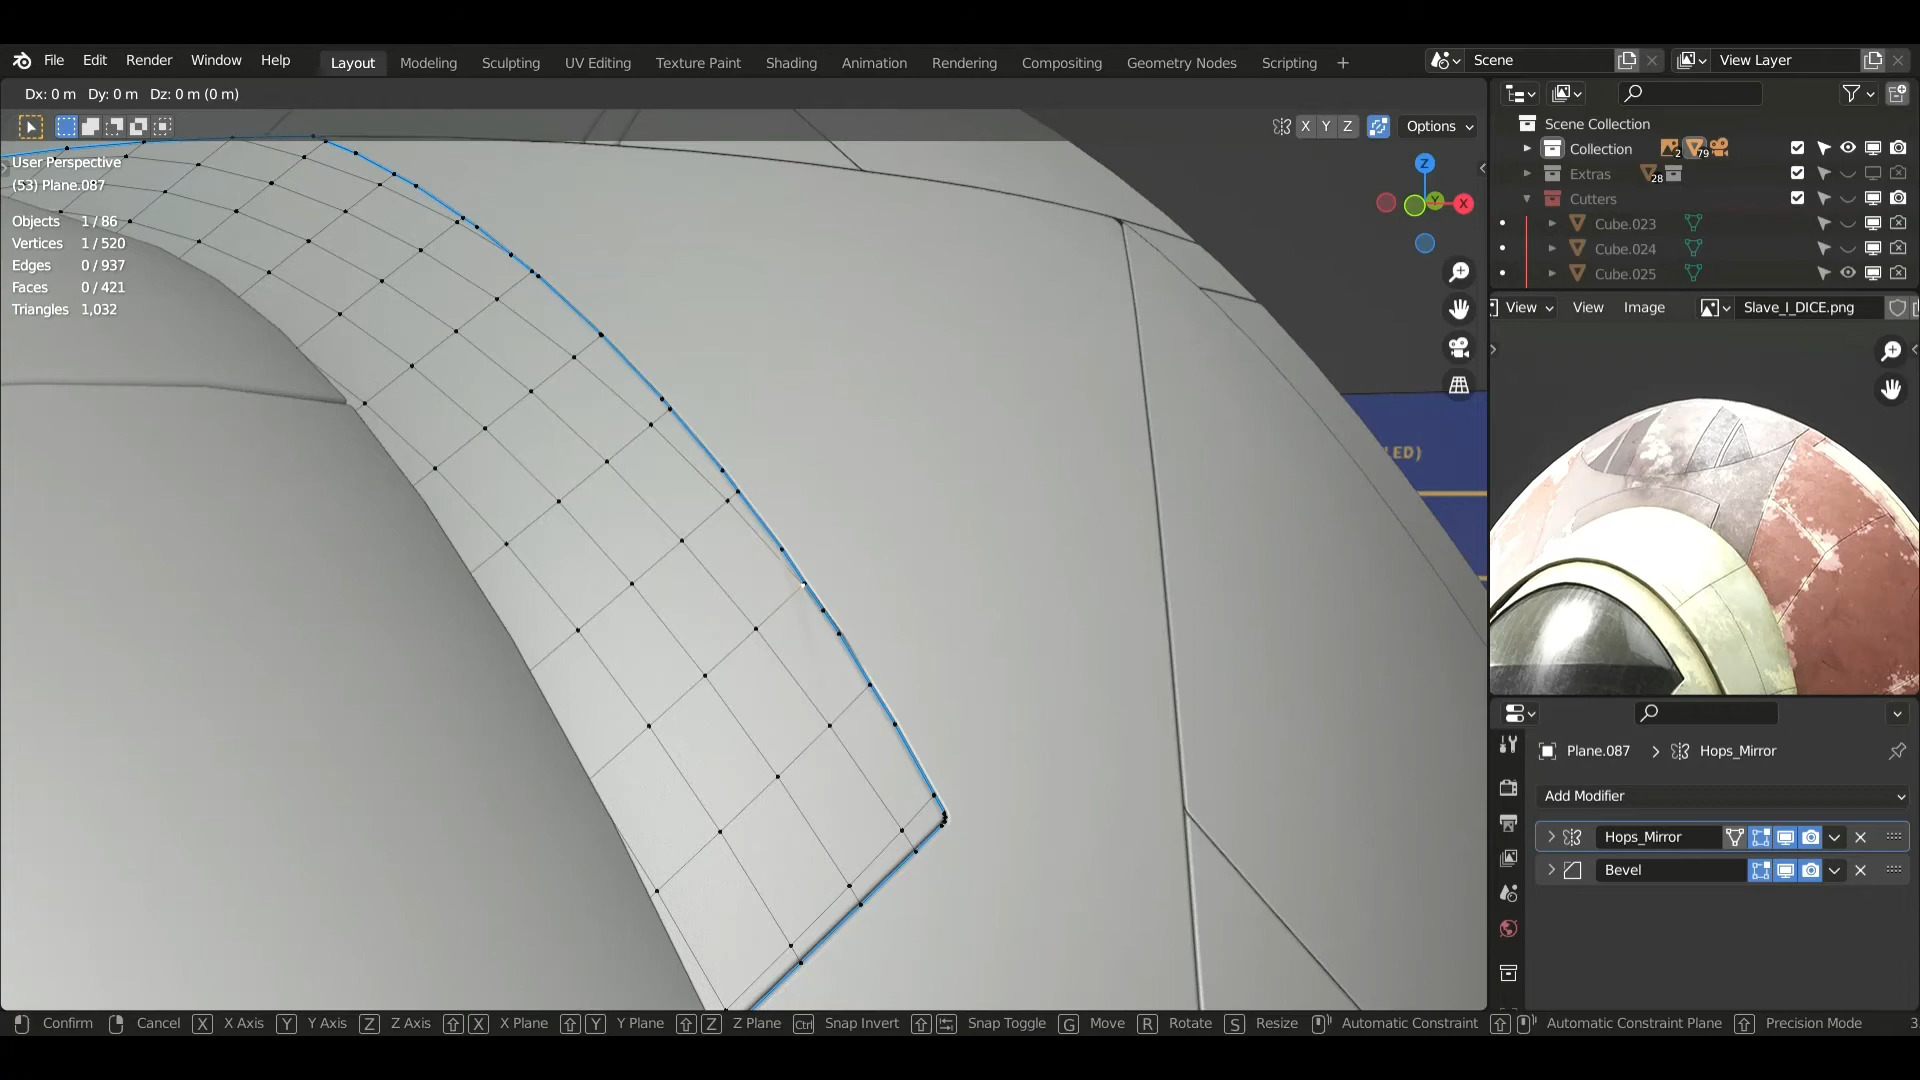 File Edit Render Window Help Layout Modeling Sculpting UV Editing Texture Paint Shading Animation Rendering Compositing Geometry Nodes Scripting + Scene View Layer
Dx: 0 m Dy: 0 m Dz: 0 m (0 m)
X Y Z Options
User Perspective
(53) Plane.087
Objects 1 / 86
Vertices 1 / 520
Edges 0 / 937
Faces 0 / 421
Triangles 1,032
Z
Y
X
LED)
Scene Collection
Collection 2 79
Extras 28
Cutters
Cube.023
Cube.024
Cube.025
View View Image Slave_I_DICE.png
Plane.087 > Hops_Mirror
Add Modifier
Hops_Mirror
Bevel
Confirm Cancel X X Axis Y Y Axis Z Z Axis X X Plane Y Y Plane Z Z Plane Ctrl Snap Invert Snap Toggle G Move R Rotate S Resize Automatic Constraint Automatic Constraint Plane Precision Mode